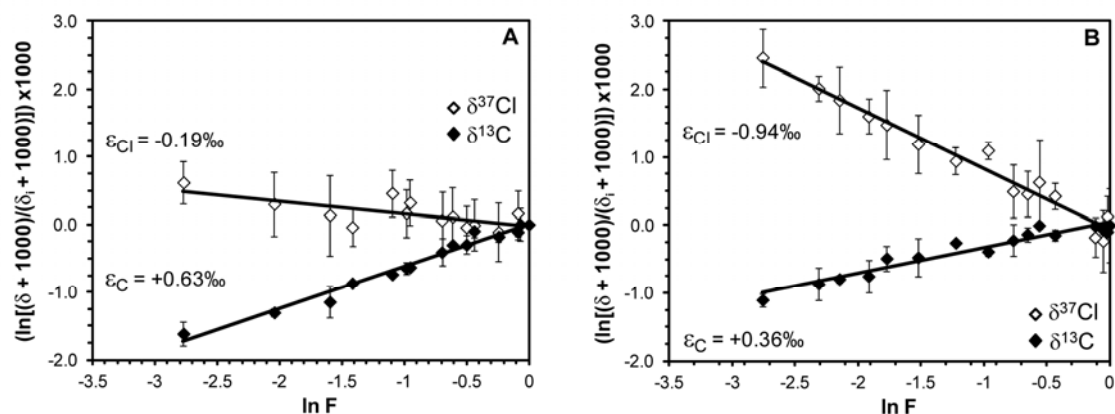 A
(ln[(δ + 1000)/(δi + 1000)]) x1000
3.0
2.0
1.0
0.0
-1.0
-2.0
δ37Cl
δ13C
εCl = -0.19‰
εC = +0.63‰
-3.5 -3 -2.5 -2 -1.5 -1 -0.5 0
ln F
B
(ln[(δ + 1000)/(δi + 1000)]) x1000
3.0
2.0
1.0
0.0
-1.0
-2.0
εCl = -0.94‰
εC = +0.36‰
δ37Cl
δ13C
-3.5 -3 -2.5 -2 -1.5 -1 -0.5 0.0
ln F